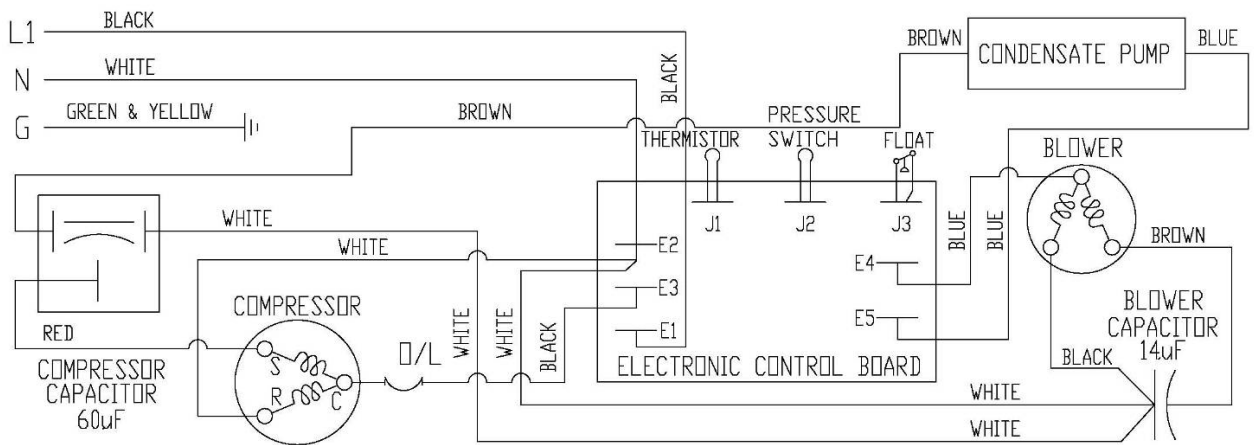 L1
BLACK
N
WHITE
G
GREEN & YELLOW
BROWN
BLACK
BROWN
CONDENSATE PUMP
BLUE
THERMISTOR
PRESSURE
SWITCH
FLOAT
J1
J2
J3
BLOWER
BLUE
BLUE
BROWN
WHITE
WHITE
E2
E3
E1
E4
E5
ELECTRONIC CONTROL BOARD
RED
COMPRESSOR
CAPACITOR
60uF
COMPRESSOR
S
R
C
O/L
WHITE
WHITE
BLACK
BLOWER
CAPACITOR
14uF
BLACK
WHITE
WHITE